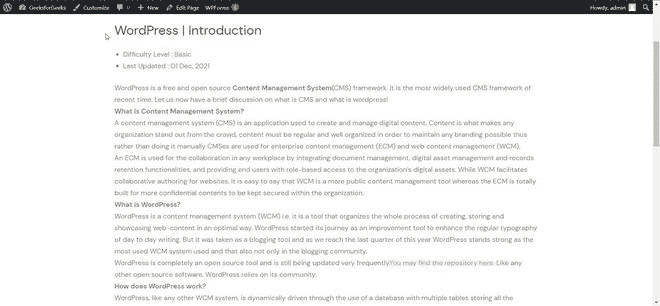 GeeksforGeeks Customize 0 New Edit Page WPForms 6 Howdy, admin
WordPress | Introduction
Difficulty Level : Basic
Last Updated : 01 Dec, 2021
WordPress is a free and open source Content Management System(CMS) framework. It is the most widely used CMS framework of
recent time. Let us now have a brief discussion on what is CMS and what is wordpress!
What is Content Management System?
A content management system (CMS) is an application used to create and manage digital content. Content is what makes any
organization stand out from the crowd, content must be regular and well organized in order to maintain any branding possible thus
rather than doing it manually CMSes are used for enterprise content management (ECM) and web content management (WCM).
An ECM is used for the collaboration in any workplace by integrating document management, digital asset management and records
retention functionalities, and providing end users with role-based access to the organization's digital assets. While WCM facilitates
collaborative authoring for websites. It is easy to say that WCM is a more public content management tool whereas the ECM is totally
built for more confidential contents to be kept secured within the organization.
What is WordPress?
WordPress is a content management system (WCM) i.e. it is a tool that organizes the whole process of creating, storing and
showcasing web-content in an optimal way. WordPress started its journey as an improvement tool to enhance the regular typography
of day to day writing. But it was taken as a blogging tool and as we reach the last quarter of this year WordPress stands strong as the
most used WCM system used and that also not only in the blogging community.
WordPress is completely an open source tool and is still being updated very frequently.You may find the repository here. Like any
other open source software, WordPress relies on its community.
How does WordPress work?
WordPress, like any other WCM system, is dynamically driven through the use of a database with multiple tables storing all the